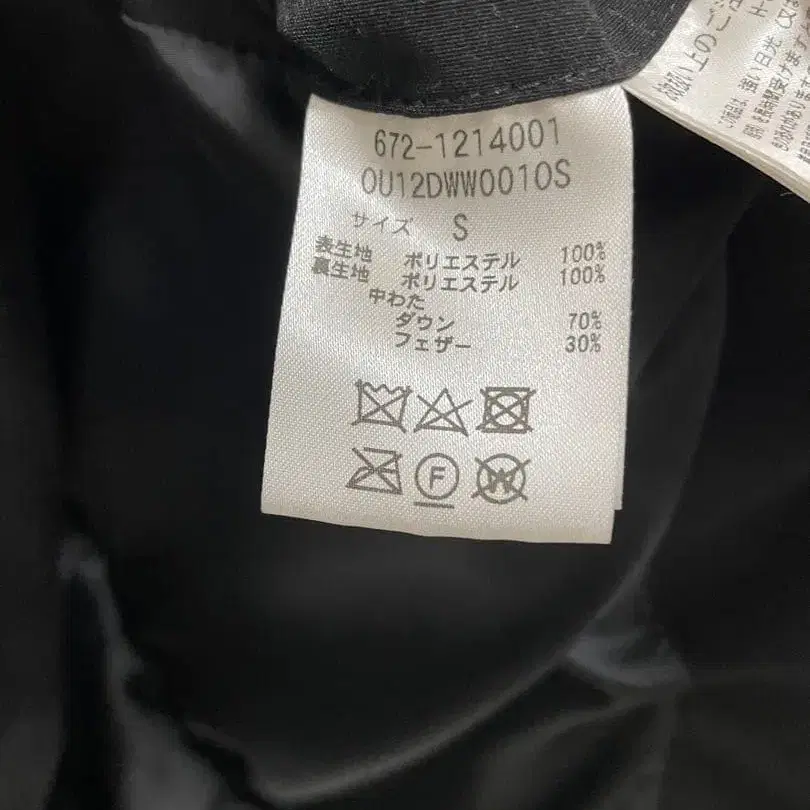 672-1214001
OU12DWW0010S
サイズ S
表生地 ポリエステル 100%
裏生地 ポリエステル 100%
中わた
ダウン 70%
フェザー 30%
F
W